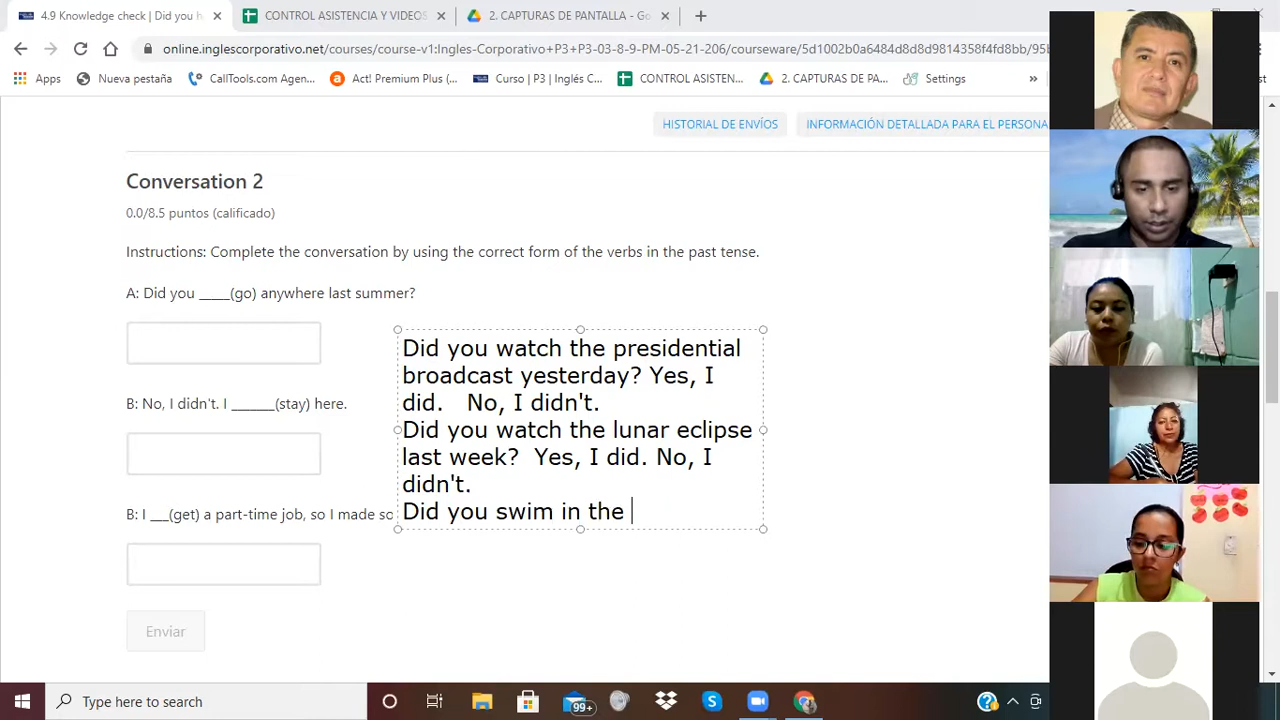 4.9 Knowledge check | Did you h
CONTROL ASISTENCIA Y VIDEOS
2. CAPTURAS DE PANTALLA - Go
online.inglescorporativo.net/courses/course-v1:Ingles-Corporativo+P3+P3-03-8-9-PM-05-21-206/courseware/5d1002b0a6484d8d8d9814358f4fd8bb/95b
Apps
Nueva pestaña
CallTools.com Agen...
Act! Premium Plus (...
Curso | P3 | Inglés C...
CONTROL ASISTEN...
2. CAPTURAS DE PA...
Settings
»
st
HISTORIAL DE ENVÍOS
INFORMACIÓN DETALLADA PARA EL PERSONA
Conversation 2
0.0/8.5 puntos (calificado)
Instructions: Complete the conversation by using the correct form of the verbs in the past tense.
A: Did you _____(go) anywhere last summer?
B: No, I didn't. I _______(stay) here.
B: I ___(get) a part-time job, so I made so
Enviar
Did you watch the presidential
broadcast yesterday? Yes, I
did. No, I didn't.
Did you watch the lunar eclipse
last week? Yes, I did. No, I
didn't.
Did you swim in the
Type here to search
99+